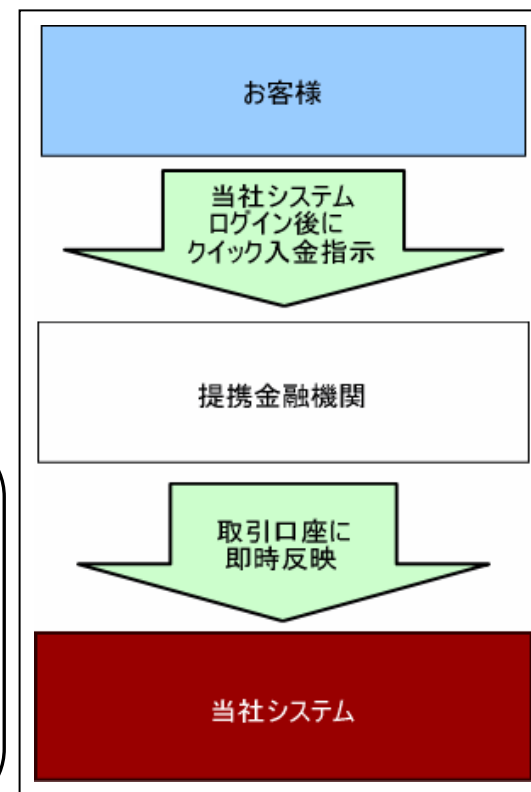 お客様
当社システム
ログイン後に
クイック入金指示
提携金融機関
取引口座に
即時反映
当社システム